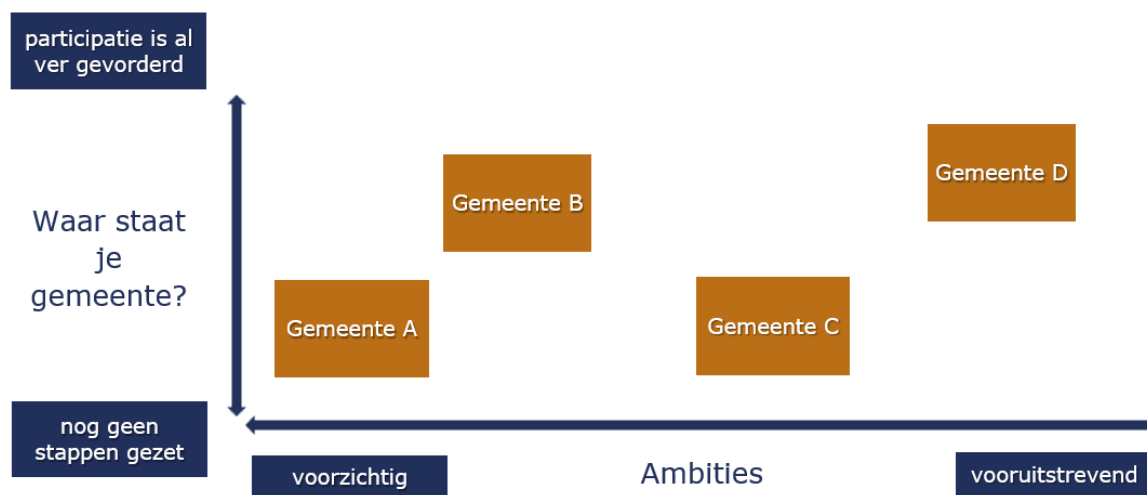 participatie is al
ver gevorderd
Waar staat
je
gemeente?
nog geen
stappen gezet
Gemeente A
Gemeente B
Gemeente C
Gemeente D
voorzichtig
Ambities
vooruitstrevend